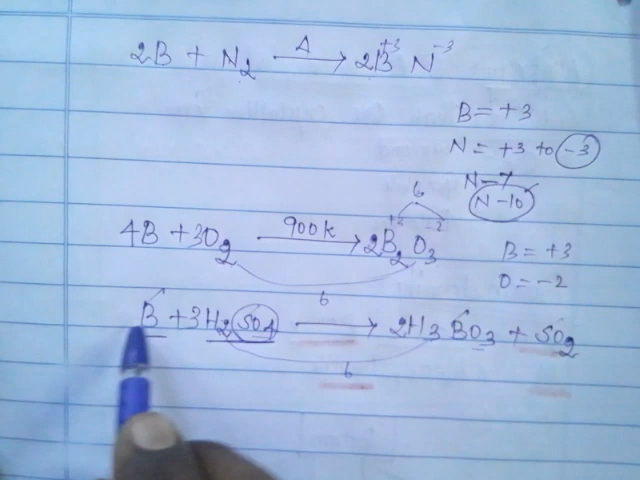 2B + N2 Δ→ 2B+3 N-3
B = +3
N = +3 to -3
N-7
N-10
6
+3 -2
4B + 3O2 900k→ 2B2O3
B = +3
O = -2
6
B + 3H2SO4 → 2H3BO3 + SO2
6